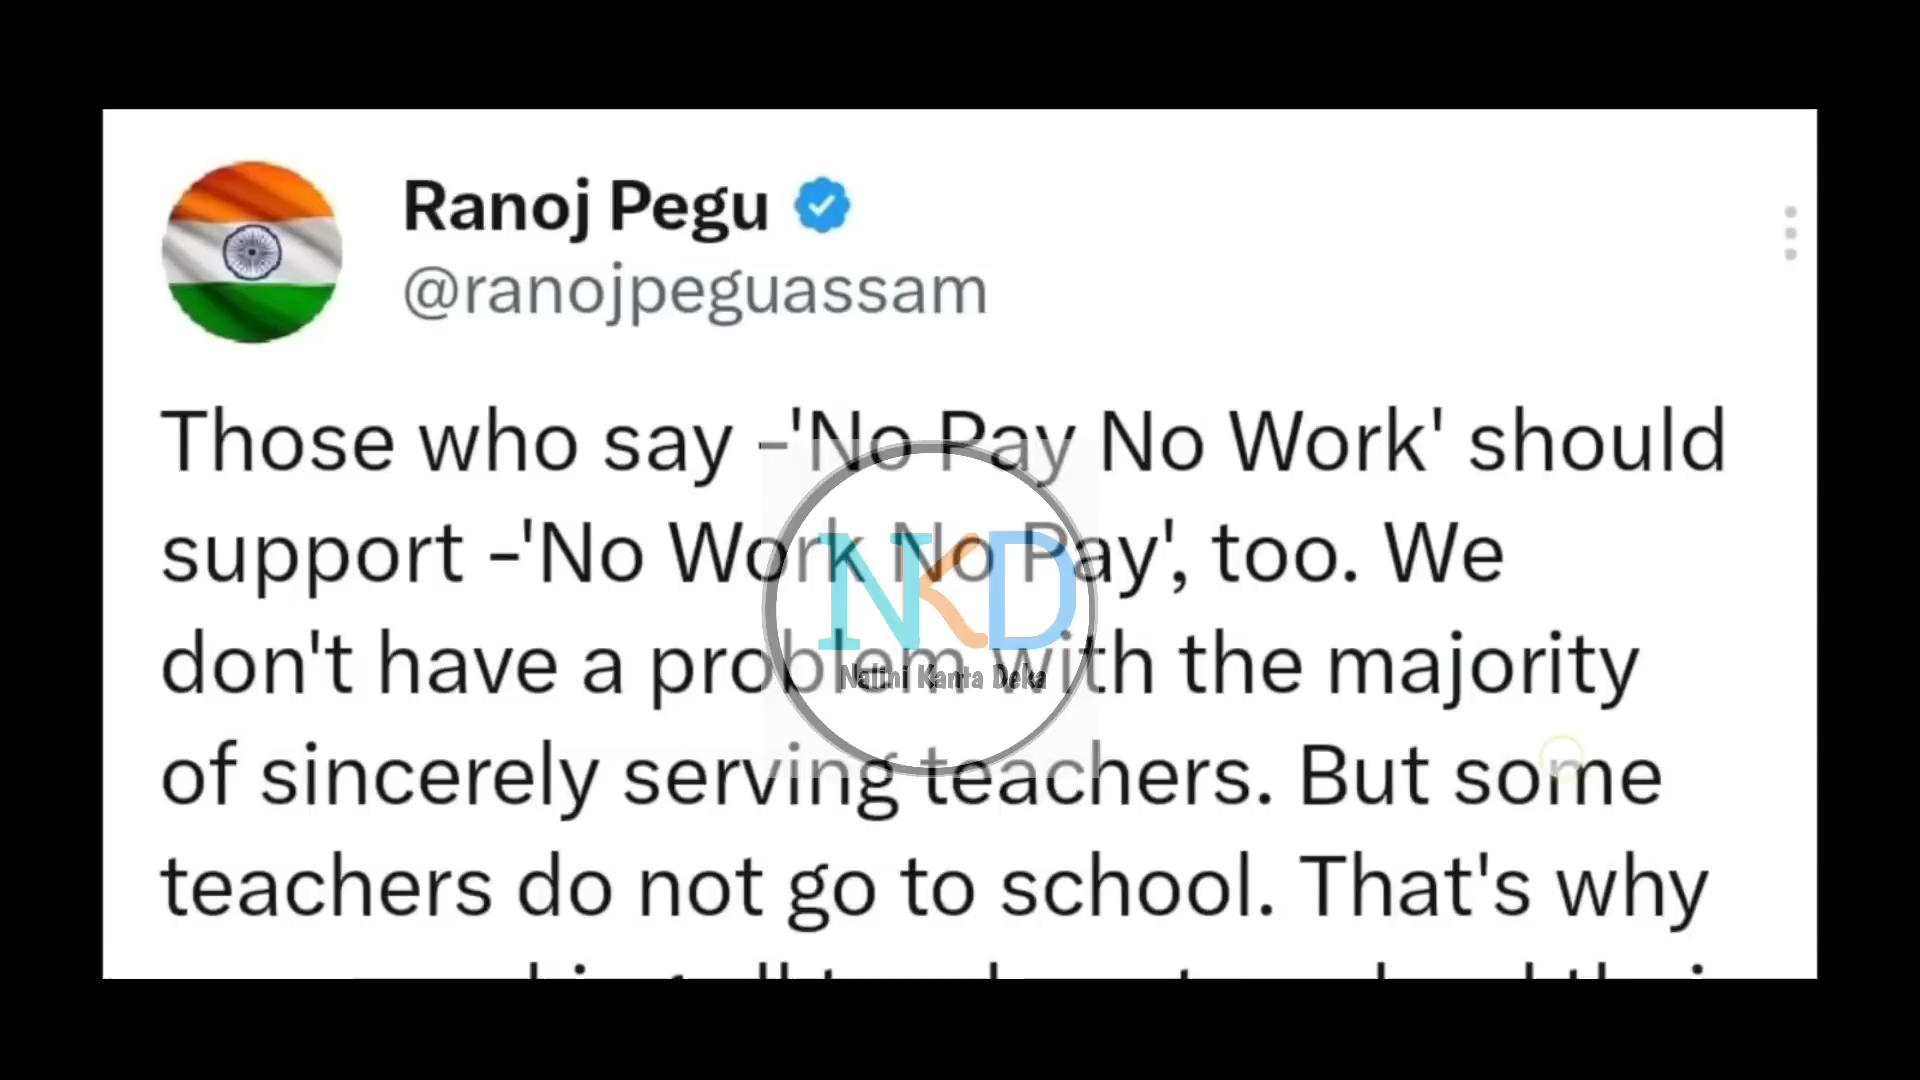 Ranoj Pegu
@ranojpeguassam
Those who say -'No Pay No Work' should
support -'No Work No Pay', too. We
don't have a problem with the majority
of sincerely serving teachers. But some
teachers do not go to school. That's why
NKD
Nalini Kanta Deka